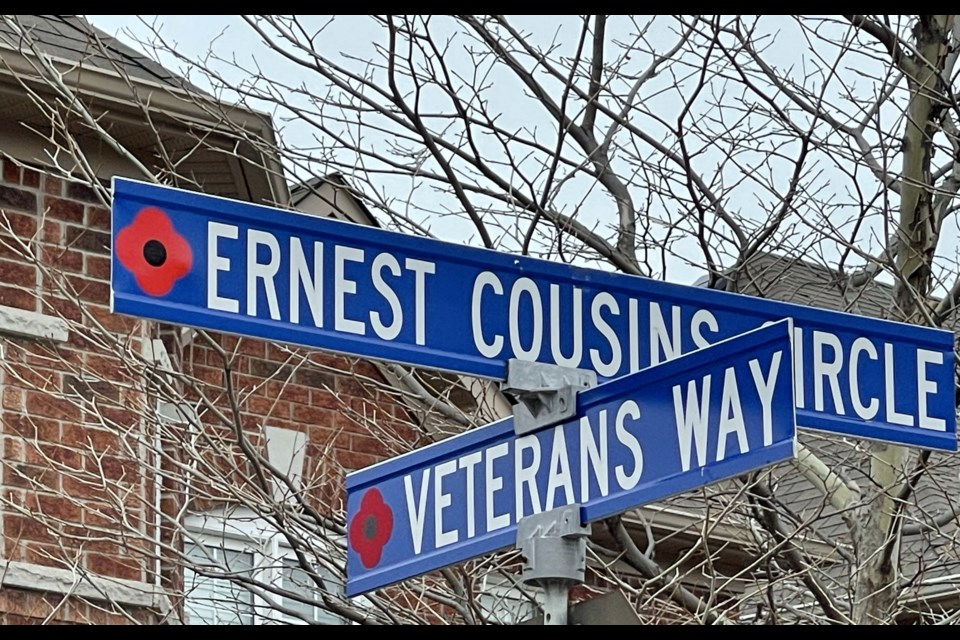 ERNEST COUSINS CIRCLE
VETERANS WAY